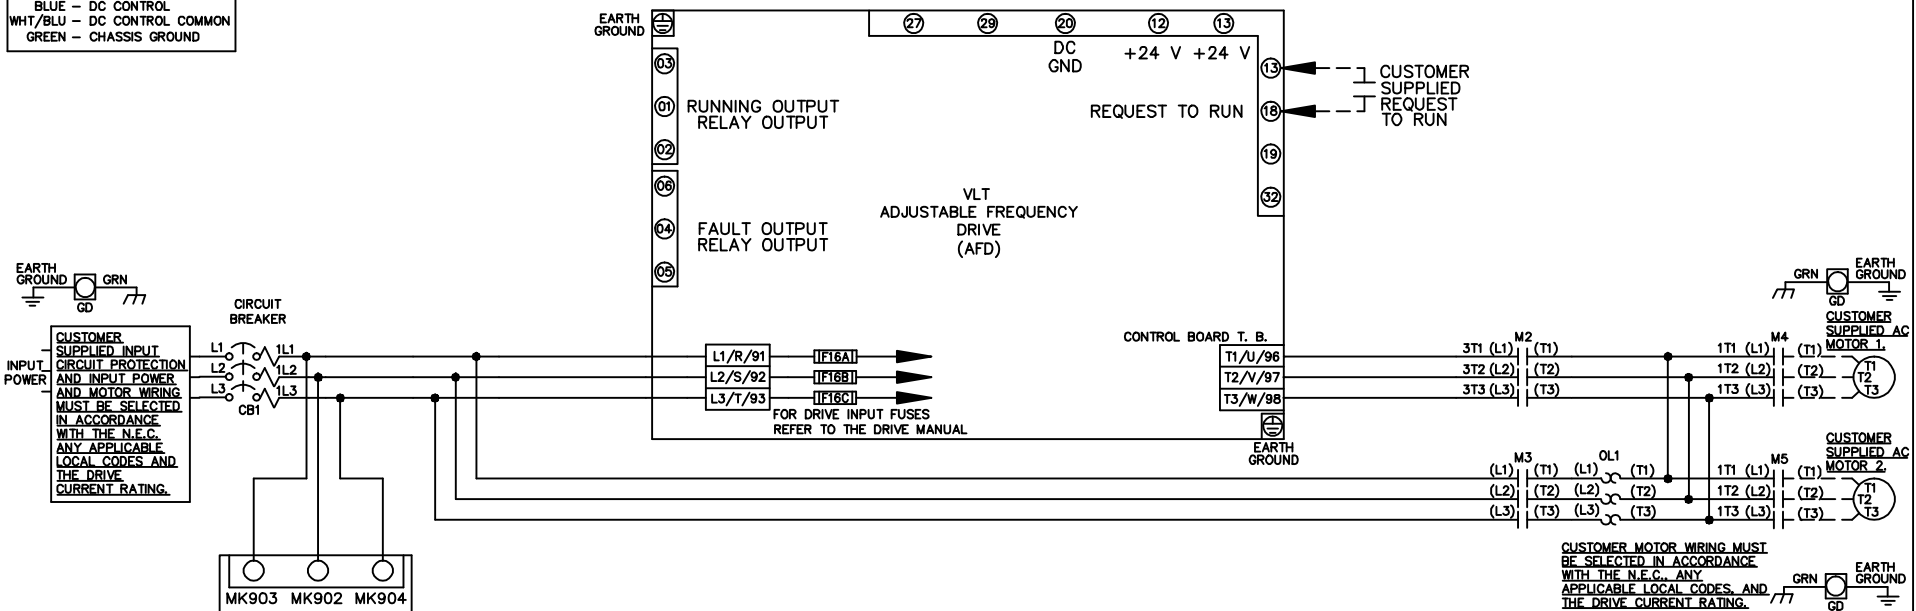 BLUE – DC CONTROL
WHT/BLU – DC CONTROL COMMON
GREEN – CHASSIS GROUND
EARTH
GROUND
27
29
20
12
13
DC
GND
+24 V
+24 V
03
01
02
RUNNING OUTPUT
RELAY OUTPUT
06
04
05
FAULT OUTPUT
RELAY OUTPUT
VLT
ADJUSTABLE FREQUENCY
DRIVE
(AFD)
REQUEST TO RUN
13
18
19
32
CUSTOMER
SUPPLIED
REQUEST
TO RUN
EARTH
GROUND
GRN
GD
INPUT
POWER
CUSTOMER
SUPPLIED INPUT
CIRCUIT PROTECTION
AND INPUT POWER
AND MOTOR WIRING
MUST BE SELECTED
IN ACCORDANCE
WITH THE N.E.C.
ANY APPLICABLE
LOCAL CODES AND
THE DRIVE
CURRENT RATING.
CIRCUIT
BREAKER
L1
1L1
L2
1L2
L3
1L3
CB1
MK903
MK902
MK904
L1/R/91
L2/S/92
L3/T/93
F16A
F16B
F16C
FOR DRIVE INPUT FUSES
REFER TO THE DRIVE MANUAL
CONTROL BOARD T. B.
T1/U/96
T2/V/97
T3/W/98
EARTH
GROUND
M2
3T1 (L1) (T1)
3T2 (L2) (T2)
3T3 (L3) (T3)
M4
1T1 (L1) (T1)
1T2 (L2) (T2)
1T3 (L3) (T3)
GRN
GD
EARTH
GROUND
CUSTOMER
SUPPLIED AC
MOTOR 1.
T1
T2
T3
M3
OL1
(L1) (T1) (L1) (T1)
(L2) (T2) (L2) (T2)
(L3) (T3) (L3) (T3)
M5
1T1 (L1) (T1)
1T2 (L2) (T2)
1T3 (L3) (T3)
CUSTOMER
SUPPLIED AC
MOTOR 2.
T1
T2
T3
CUSTOMER MOTOR WIRING MUST
BE SELECTED IN ACCORDANCE
WITH THE N.E.C., ANY
APPLICABLE LOCAL CODES, AND
THE DRIVE CURRENT RATING.
GRN
GD
EARTH
GROUND